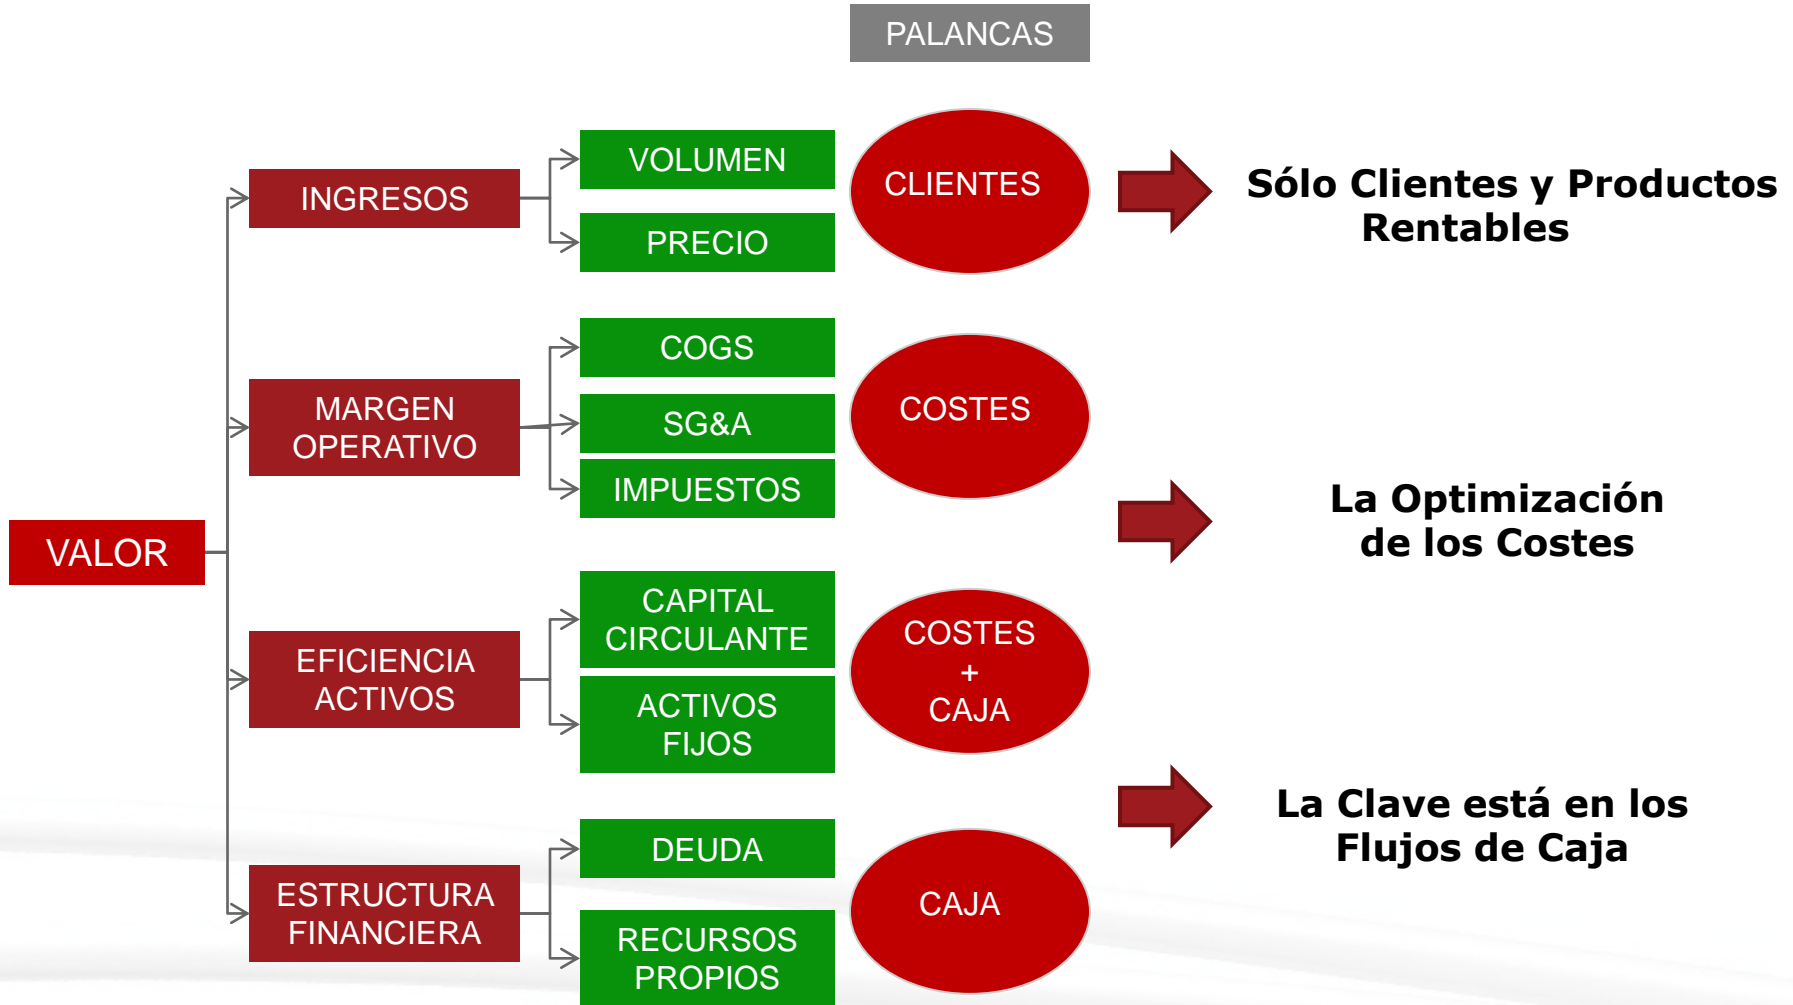 PALANCAS
VALOR
INGRESOS
VOLUMEN
PRECIO
CLIENTES
Sólo Clientes y Productos
Rentables
MARGEN
OPERATIVO
COGS
SG&A
IMPUESTOS
COSTES
La Optimización
de los Costes
EFICIENCIA
ACTIVOS
CAPITAL
CIRCULANTE
ACTIVOS
FIJOS
COSTES
+
CAJA
La Clave está en los
Flujos de Caja
ESTRUCTURA
FINANCIERA
DEUDA
RECURSOS
PROPIOS
CAJA